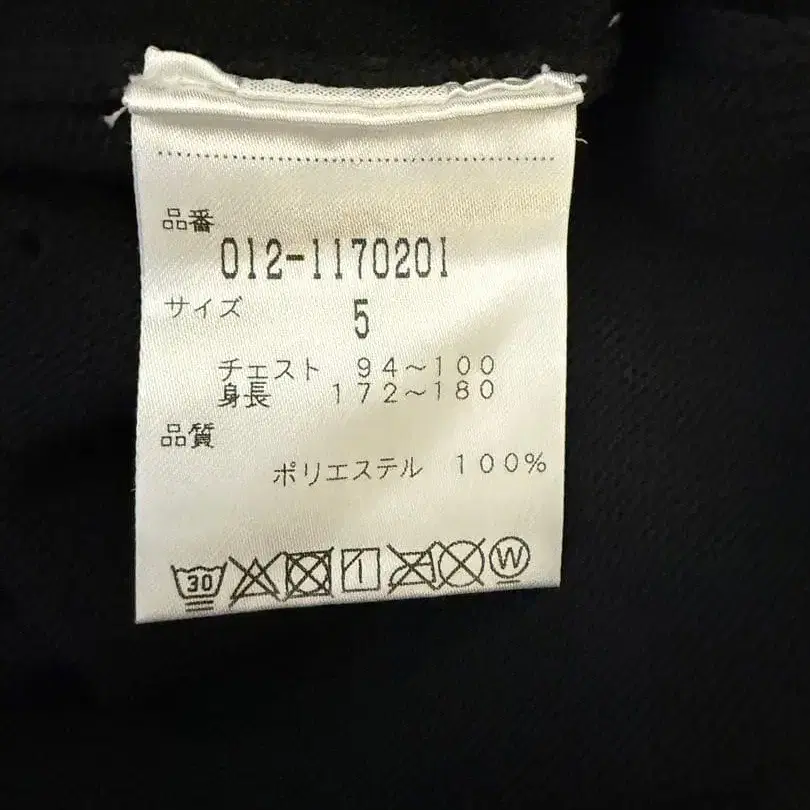 品番
012-1170201
サイズ 5
チェスト 94~100
身長 172~180
品質
ポリエステル 100%
30 W